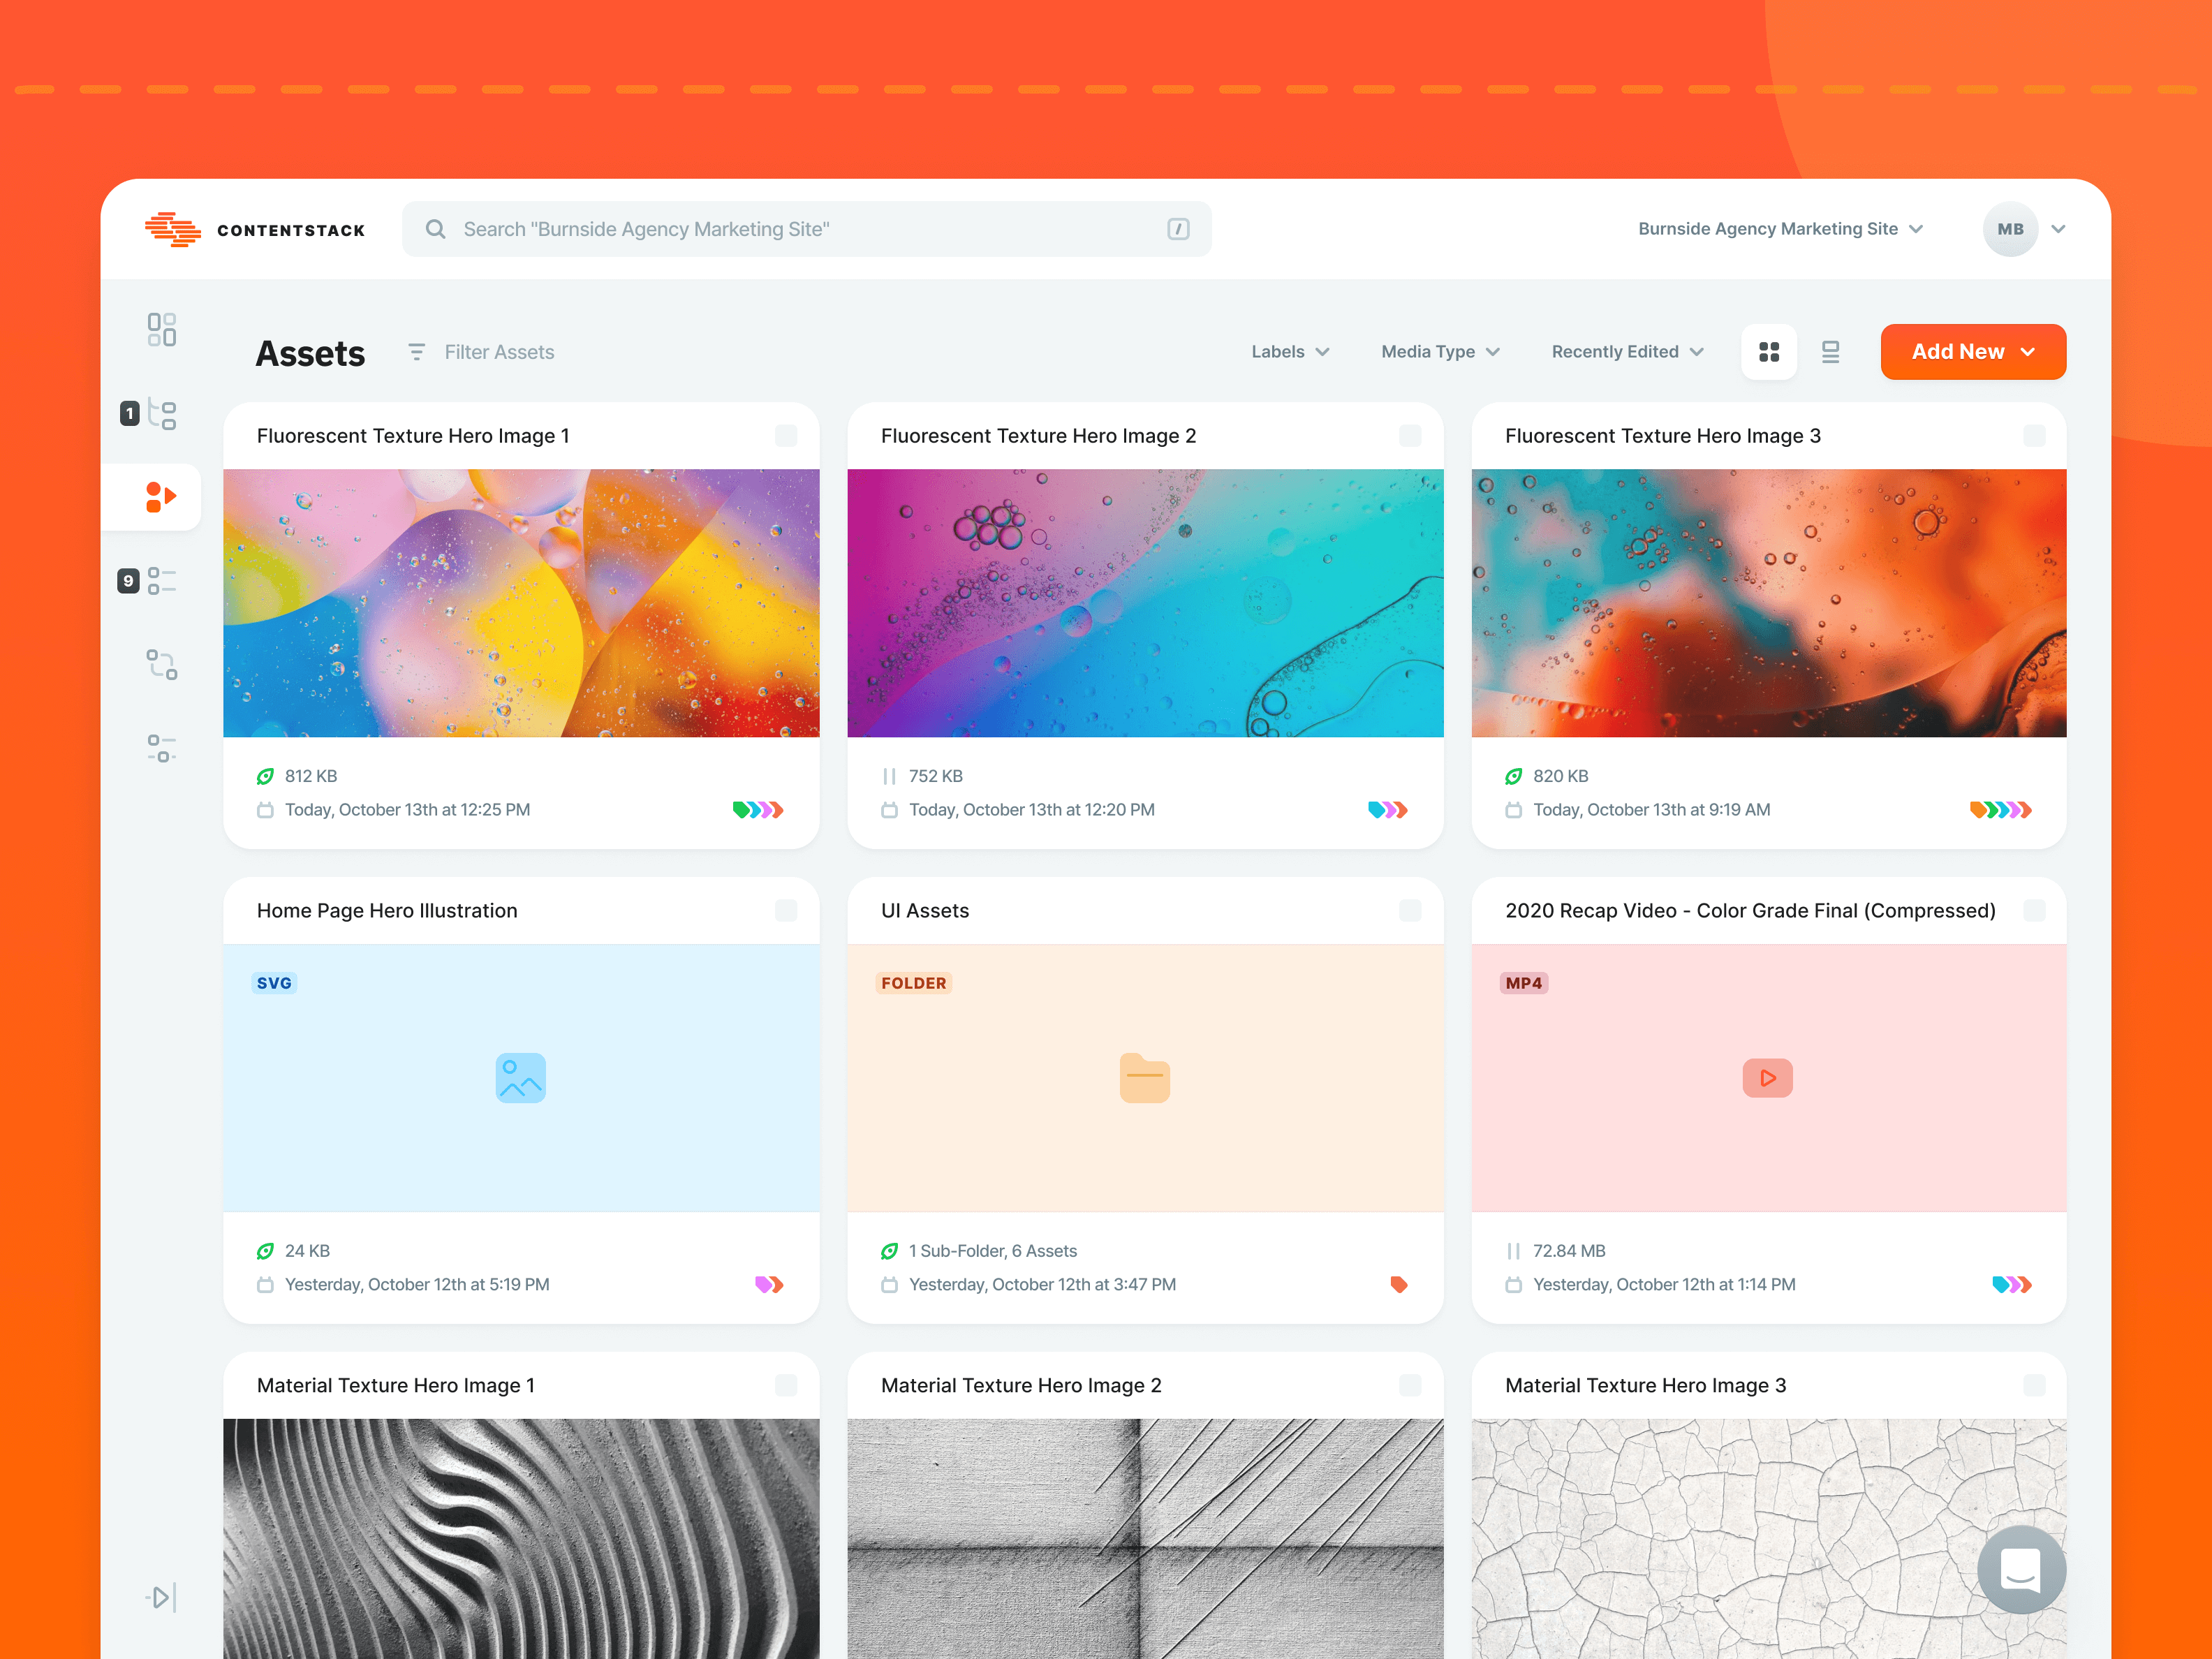 CONTENTSTACK
Search "Burnside Agency Marketing Site"
/
Burnside Agency Marketing Site
MB
Assets
Filter Assets
Labels
Media Type
Recently Edited
Add New
1
9
Fluorescent Texture Hero Image 1
Fluorescent Texture Hero Image 2
Fluorescent Texture Hero Image 3
812 KB
Today, October 13th at 12:25 PM
752 KB
Today, October 13th at 12:20 PM
820 KB
Today, October 13th at 9:19 AM
Home Page Hero Illustration
UI Assets
2020 Recap Video - Color Grade Final (Compressed)
SVG
FOLDER
MP4
24 KB
Yesterday, October 12th at 5:19 PM
1 Sub-Folder, 6 Assets
Yesterday, October 12th at 3:47 PM
72.84 MB
Yesterday, October 12th at 1:14 PM
Material Texture Hero Image 1
Material Texture Hero Image 2
Material Texture Hero Image 3